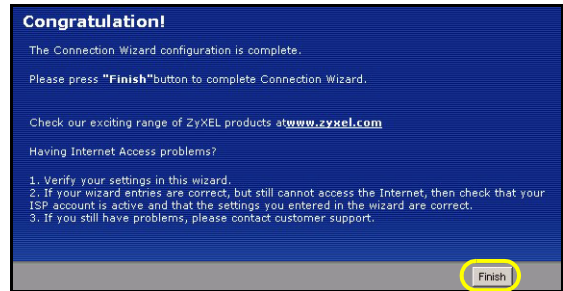 Congratulation!
The Connection Wizard configuration is complete.
Please press "Finish"button to complete Connection Wizard.
Check our exciting range of ZyXEL products atwww.zyxel.com
Having Internet Access problems?
1. Verify your settings in this wizard.
2. If your wizard entries are correct, but still cannot access the Internet, then check that your
ISP account is active and that the settings you entered in the wizard are correct.
3. If you still have problems, please contact customer support.
Finish